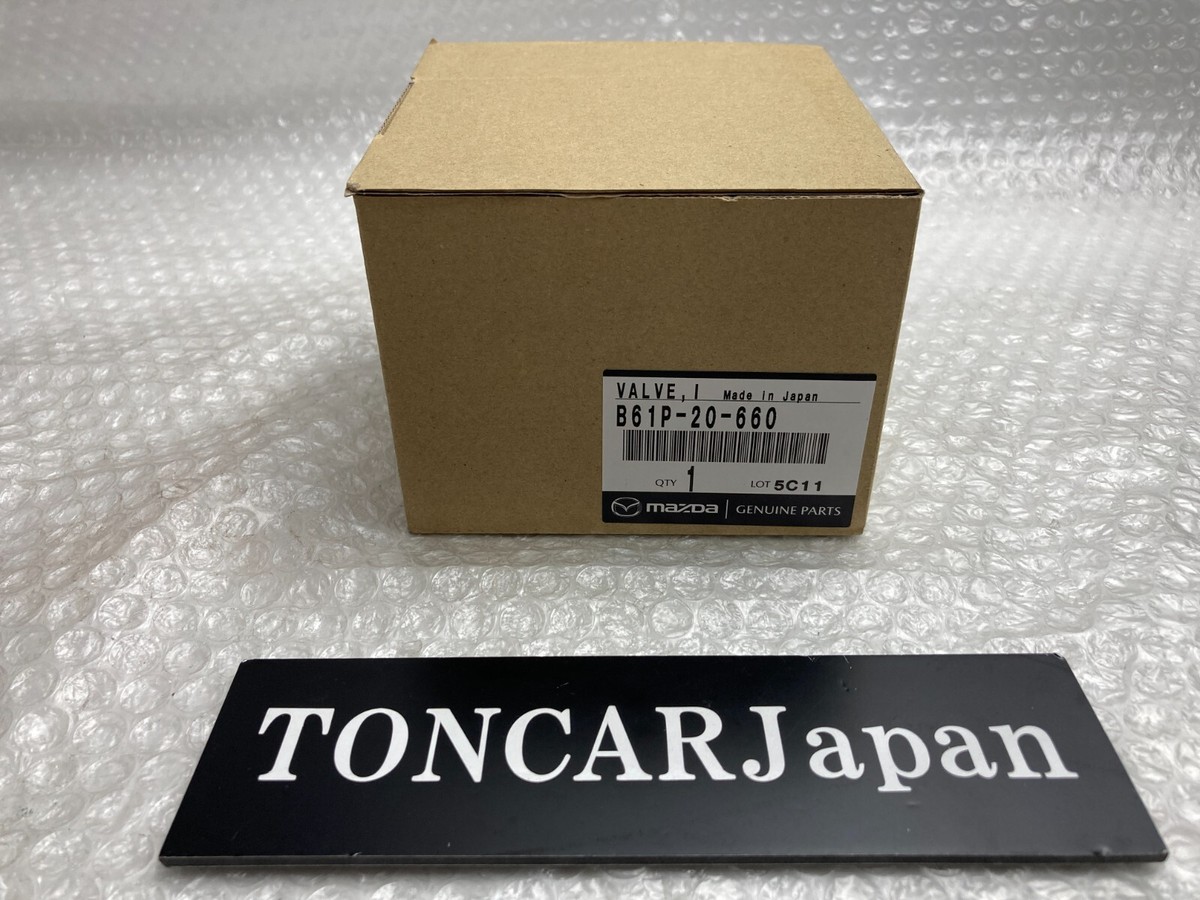 VALVE, I Made in Japan
B61P-20-660
QTY 1 LOT 5C11
mazda GENUINE PARTS
TONCARJapan